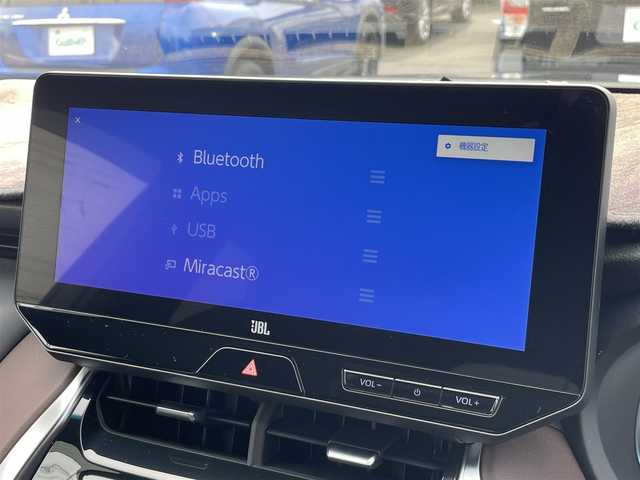 ×
機器設定
Bluetooth
Apps
USB
Miracast®
JBL
VOL−
VOL+